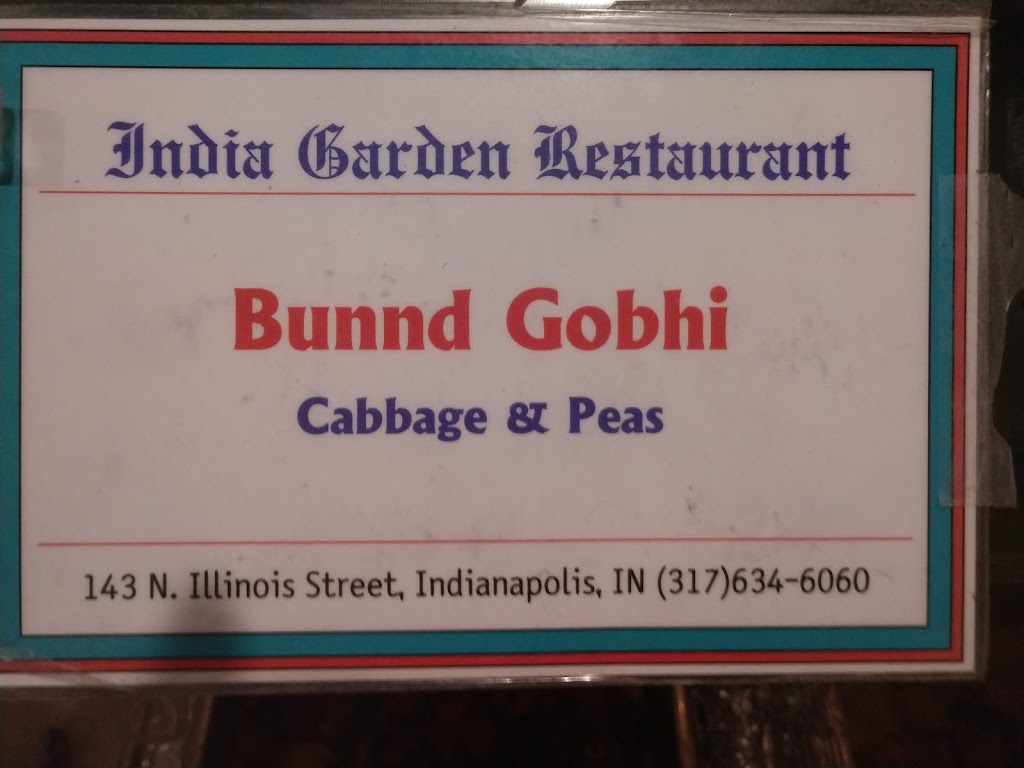 India Garden Restaurant
Bunnd Gobhi
Cabbage & Peas
143 N. Illinois Street, Indianapolis, IN (317)634-6060